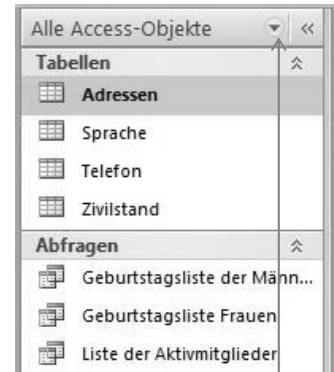 Alle Access-Objekte
Tabellen
Adressen
Sprache
Telefon
Zivilstand
Abfragen
Geburtstagsliste der Männ...
Geburtstagsliste Frauen
Liste der Aktivmitglieder